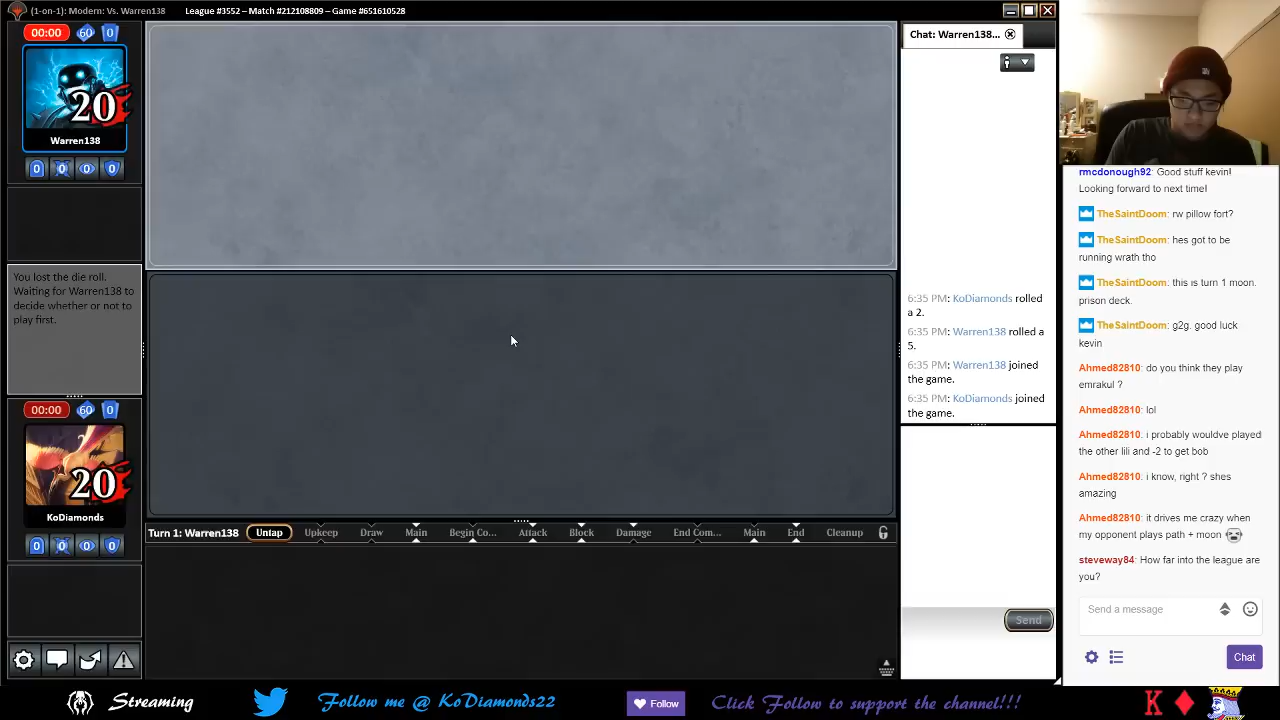 (1-on-1): Modern: Vs. Warren138
League #3552 – Match #212108809 – Game #651610528
00:00 60 0
20
Warren138
0 0 0 0
You lost the die roll.
Waiting for Warren138 to
decide whether or not to
play first.
00:00 60 0
20
KoDiamonds
0 0 0 0
Turn 1: Warren138 Untap Upkeep Draw Main Begin Co... Attack Block Damage End Com... Main End Cleanup
Chat: Warren138...
6:35 PM: KoDiamonds rolled
a 2.
6:35 PM: Warren138 rolled a
5.
6:35 PM: Warren138 joined
the game.
6:35 PM: KoDiamonds joined
the game.
Send
rmcdonough92: Good stuff kevin!
Looking forward to next time!
TheSaintDoom: rw pillow fort?
TheSaintDoom: hes got to be
running wrath tho
TheSaintDoom: this is turn 1 moon.
prison deck.
TheSaintDoom: g2g. good luck
kevin
Ahmed82810: do you think they play
emrakul ?
Ahmed82810: lol
Ahmed82810: i probably wouldve played
the other lili and -2 to get bob
Ahmed82810: i know, right ? shes
amazing
Ahmed82810: it drives me crazy when
my opponent plays path + moon
steveway84: How far into the league are
you?
Send a message
Chat
Streaming
Follow me @ KoDiamonds22
Follow
Click Follow to support the channel!!!
K